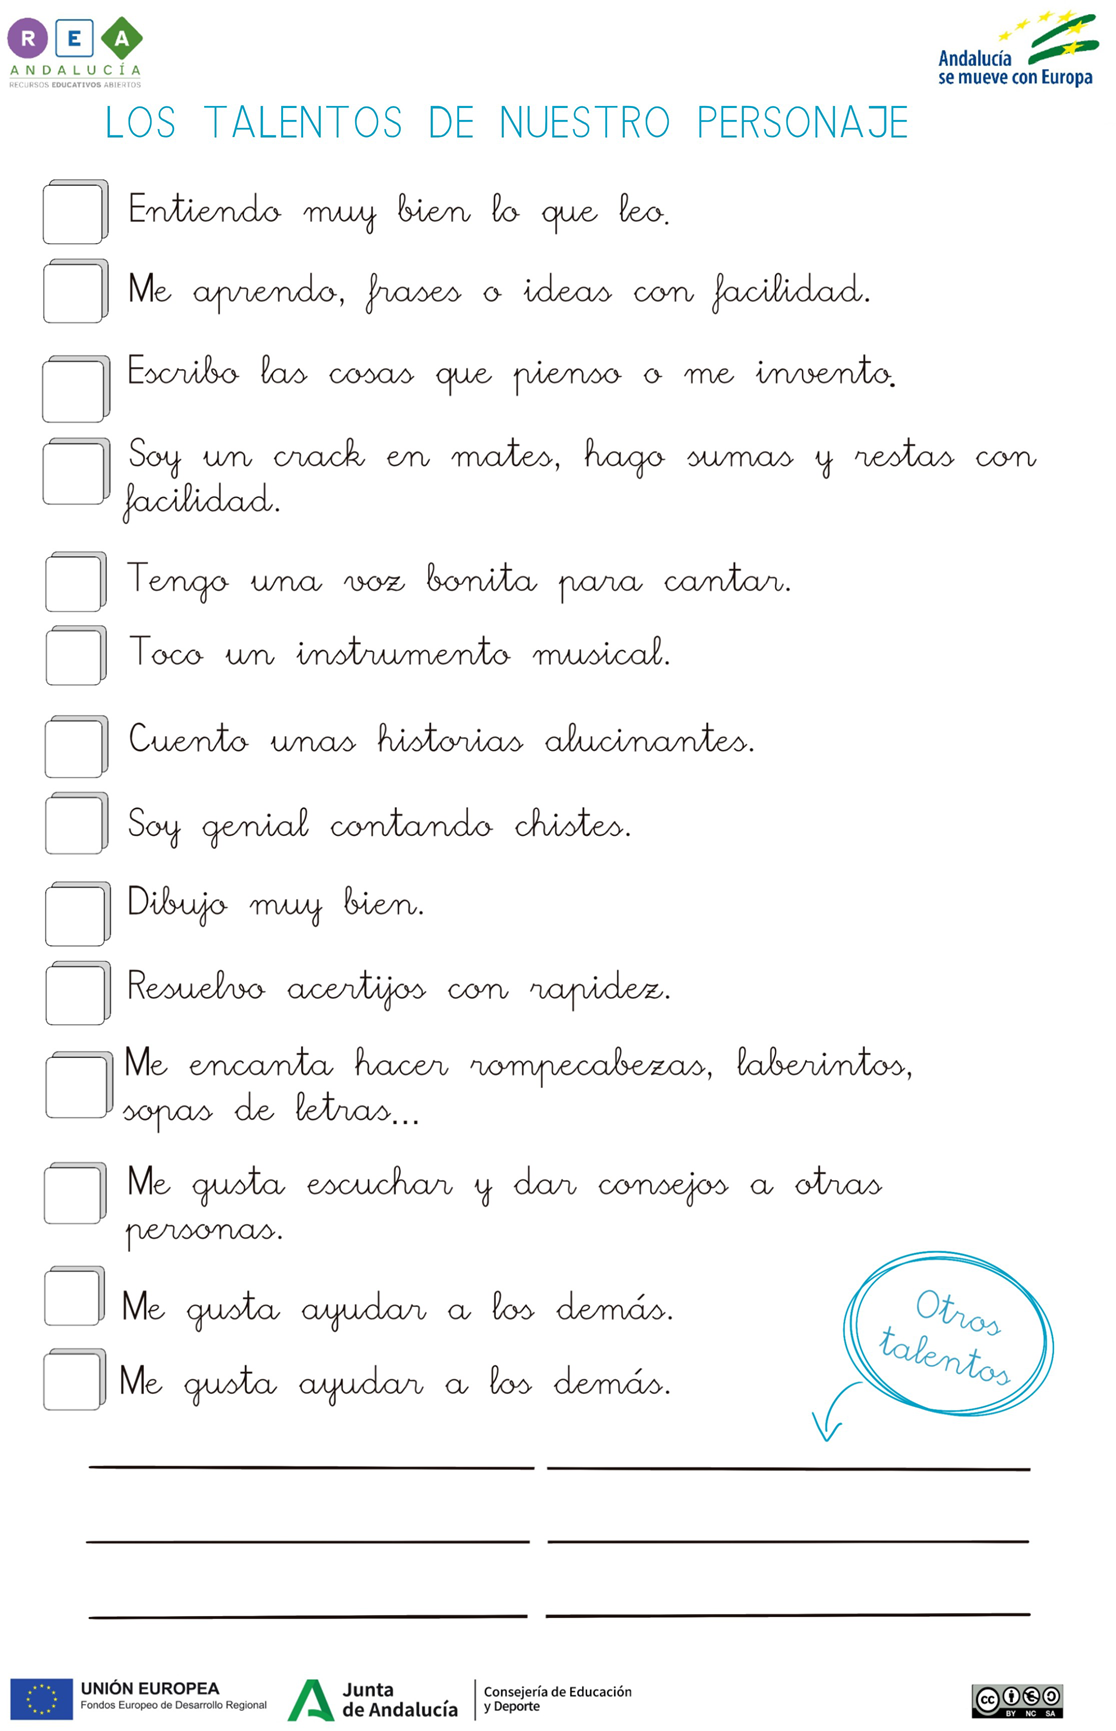 R E A
ANDALUCÍA
RECURSOS EDUCATIVOS ABIERTOS
Andalucía
se mueve con Europa
LOS TALENTOS DE NUESTRO PERSONAJE
Entiendo muy bien lo que leo.
Me aprendo, frases o ideas con facilidad.
Escribo las cosas que pienso o me invento.
Soy un crack en mates, hago sumas y restas con
facilidad.
Tengo una voz bonita para cantar.
Toco un instrumento musical.
Cuento unas historias alucinantes.
Soy genial contando chistes.
Dibujo muy bien.
Resuelvo acertijos con rapidez.
Me encanta hacer rompecabezas, laberintos,
sopas de letras...
Me gusta escuchar y dar consejos a otras
personas.
Me gusta ayudar a los demás.
Me gusta ayudar a los demás.
Otros
talentos
UNIÓN EUROPEA
Fondos Europeo de Desarrollo Regional
Junta
de Andalucía
Consejería de Educación
y Deporte
cc
BY NC SA